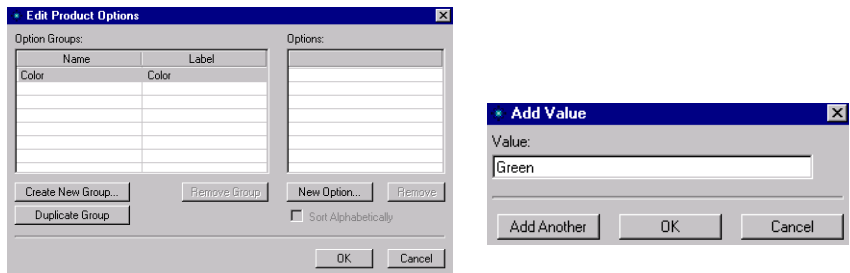 Edit Product Options
Option Groups:
Options:
Name Label
Color Color
Create New Group... Remove Group New Option... Remove
Duplicate Group Sort Alphabetically
OK Cancel
Add Value
Value:
Green
Add Another OK Cancel